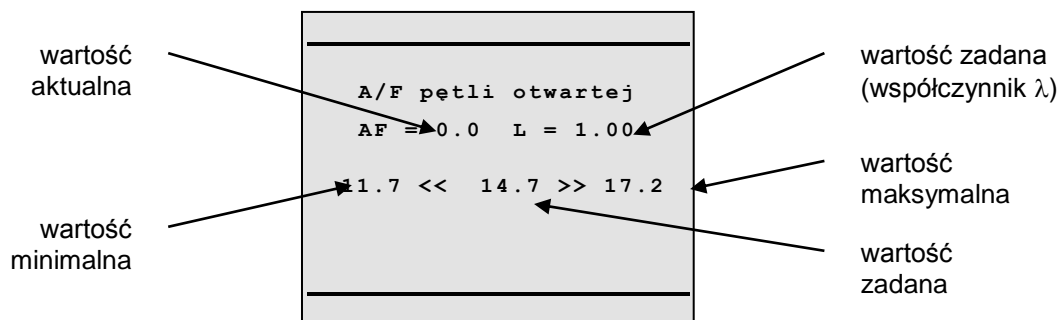 wartość
aktualna
wartość
minimalna
A/F pętli otwartej
AF = 0.0 L = 1.00
11.7 << 14.7 >> 17.2
wartość zadana
(współczynnik λ)
wartość
maksymalna
wartość
zadana